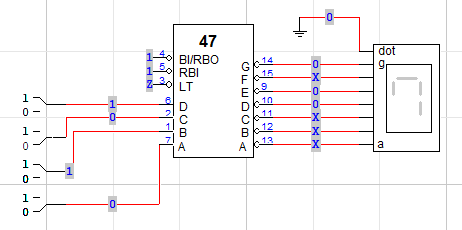 0
47
1 4 BI/RBO
1 5 RBI
Z 3 LT
G 14 0
F 15 X
E 9 0
D 10 0
C 11 X
B 12 X
A 13 X
dot
g
a
1 1 6 D
0 0 2 C
1 1 B
0 7 A
1
0
1
1
0
0